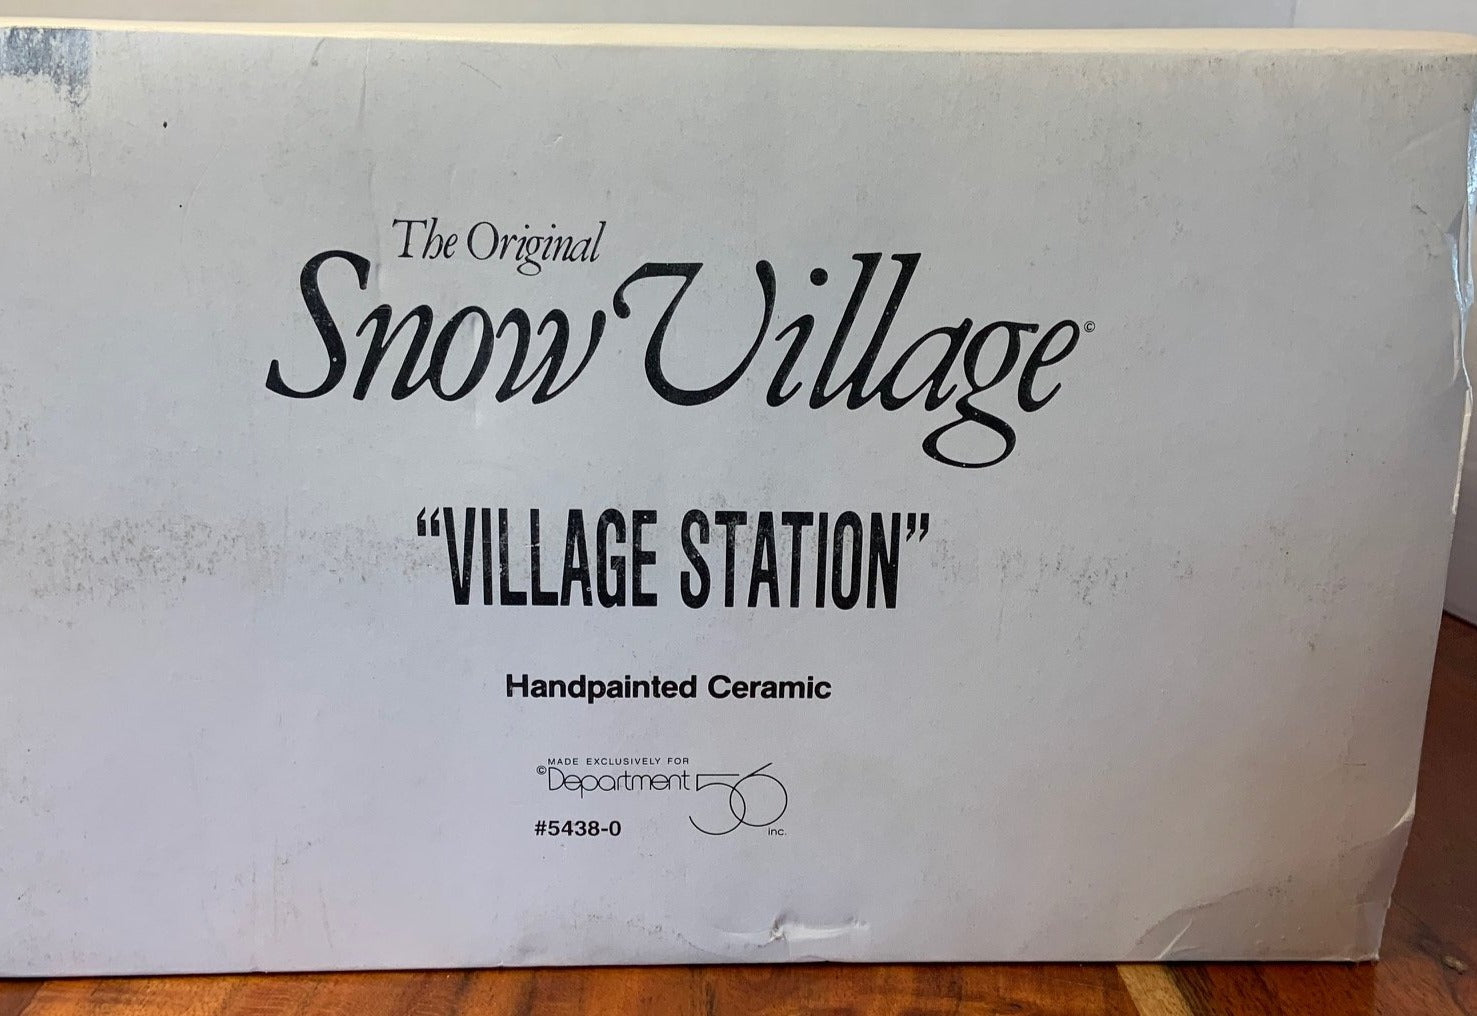 The Original
Snow Village©
“VILLAGE STATION”
Handpainted Ceramic
MADE EXCLUSIVELY FOR
©Department 56
inc.
#5438-0